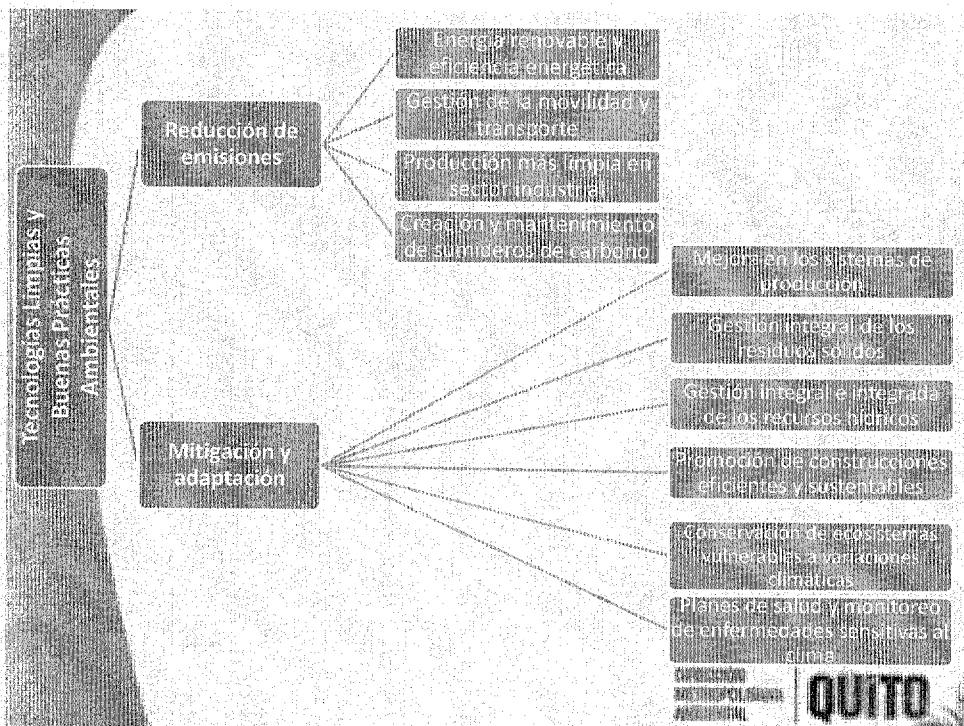 Tecnologías Limpias y
Buenas Prácticas
Ambientales
Reducción de
emisiones
Energía renovable y
eficiencia energética
Gestión de la movilidad y
transporte
Producción más limpia en
sector industrial
Creación y mantenimiento
de sumideros de carbono
Mitigación y
adaptación
Mejora en los sistemas de
producción
Gestión integral de los
residuos sólidos
Gestión integral e integrada
de los recursos hídricos
Promoción de construcciones
eficientes y sustentables
Conservación de ecosistemas
vulnerables a variaciones
climáticas
Planes de salud y monitoreo
de enfermedades sensitivas al
clima
DIRECCIÓN
METROPOLITANA
AMBIENTAL
QUITO